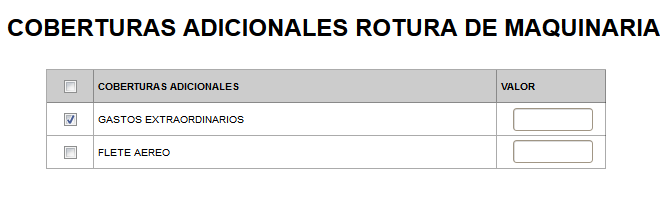 COBERTURAS ADICIONALES ROTURA DE MAQUINARIA
COBERTURAS ADICIONALES VALOR
GASTOS EXTRAORDINARIOS
FLETE AEREO